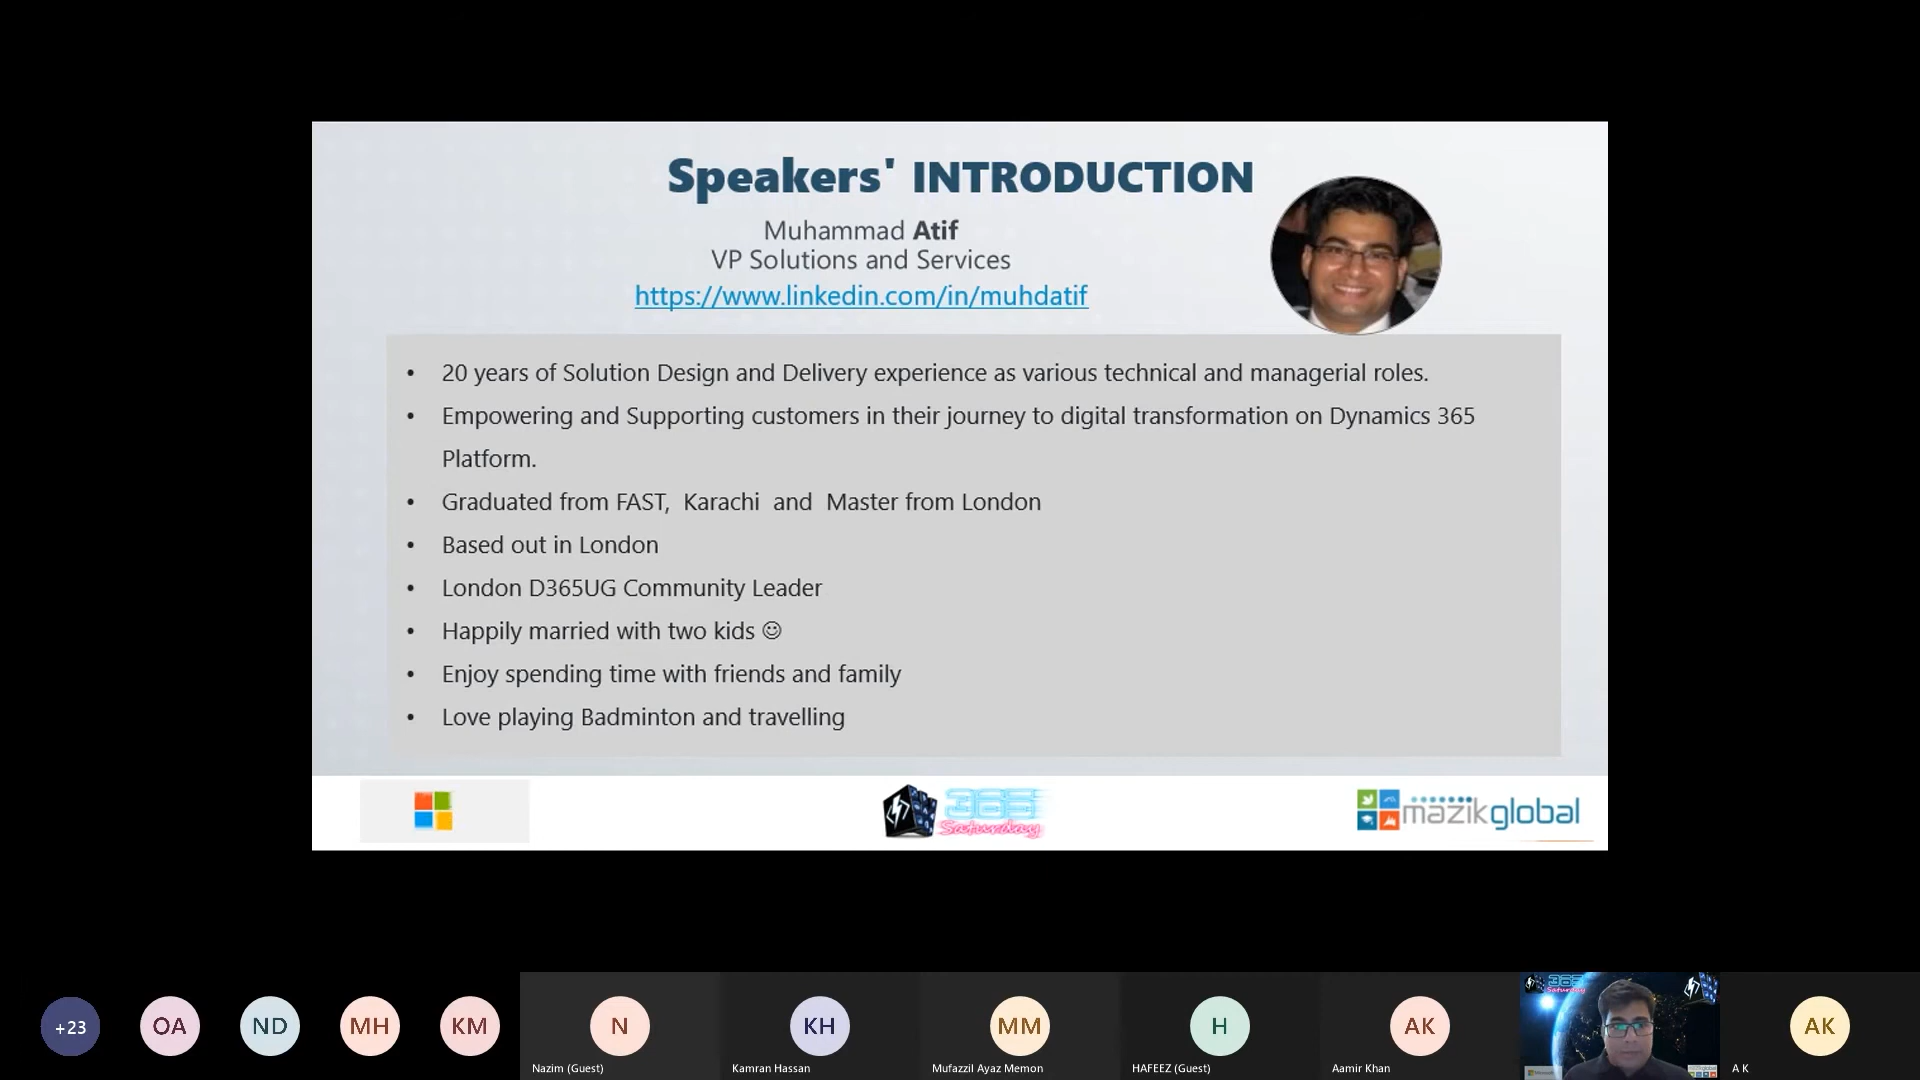 Speakers' INTRODUCTION
Muhammad Atif
VP Solutions and Services
https://www.linkedin.com/in/muhdatif
• 20 years of Solution Design and Delivery experience as various technical and managerial roles.
• Empowering and Supporting customers in their journey to digital transformation on Dynamics 365
Platform.
• Graduated from FAST, Karachi and Master from London
• Based out in London
• London D365UG Community Leader
• Happily married with two kids ☺
• Enjoy spending time with friends and family
• Love playing Badminton and travelling
365
Saturday
mazikglobal
+23
OA
ND
MH
KM
N
Nazim (Guest)
KH
Kamran Hassan
MM
Mufazzil Ayaz Memon
H
HAFEEZ (Guest)
AK
Aamir Khan
365
Saturday
AK
A K